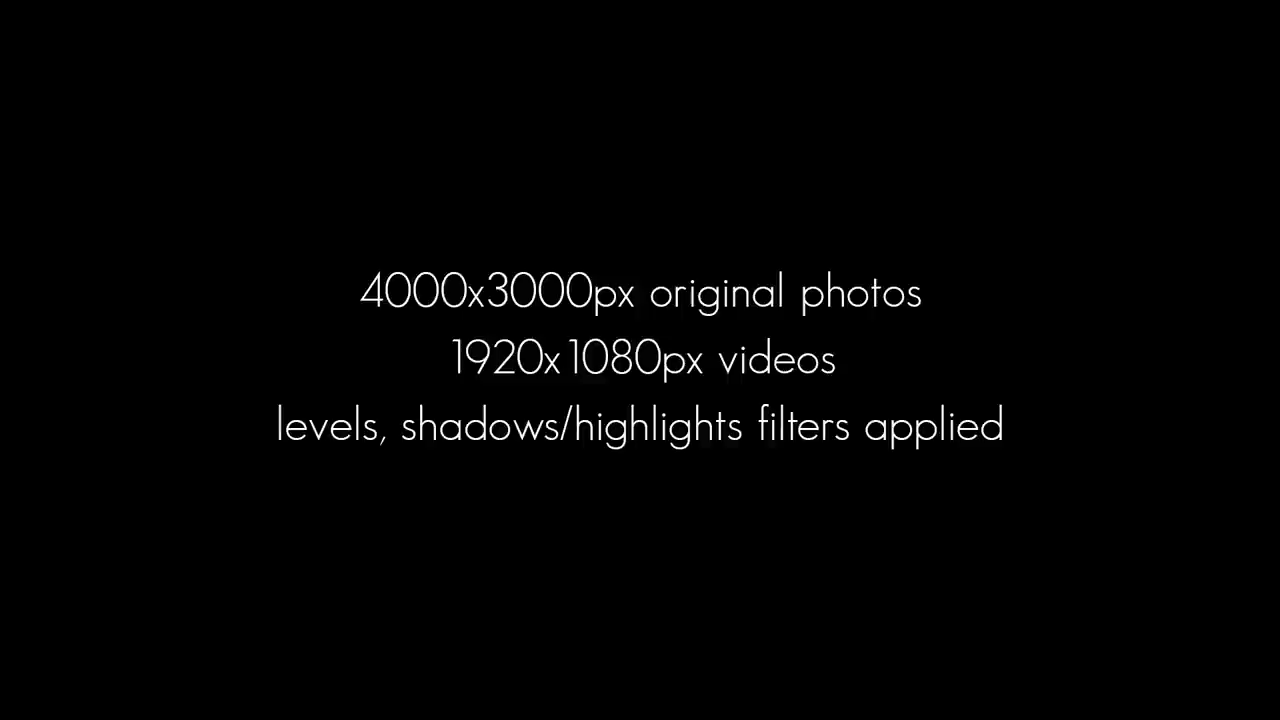 4000x3000px original photos
1920x1080px videos
levels, shadows/highlights filters applied